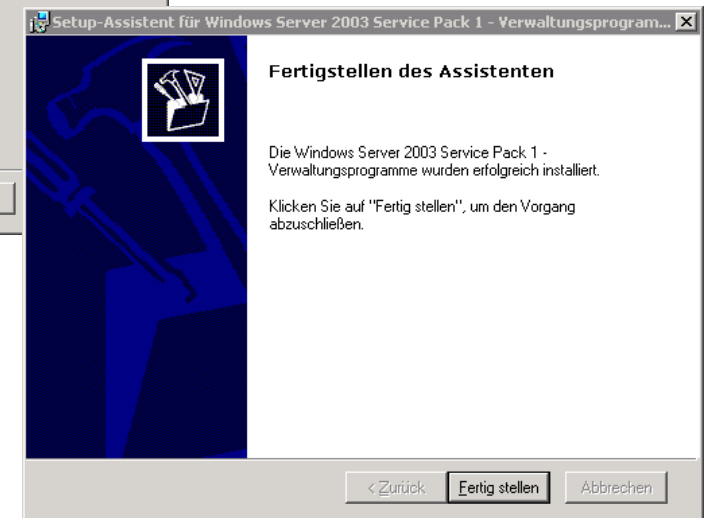 Setup-Assistent für Windows Server 2003 Service Pack 1 - Verwaltungsprogram...
Fertigstellen des Assistenten
Die Windows Server 2003 Service Pack 1 -
Verwaltungsprogramme wurden erfolgreich installiert.
Klicken Sie auf "Fertig stellen", um den Vorgang
abzuschließen.
< Zurück
Fertig stellen
Abbrechen